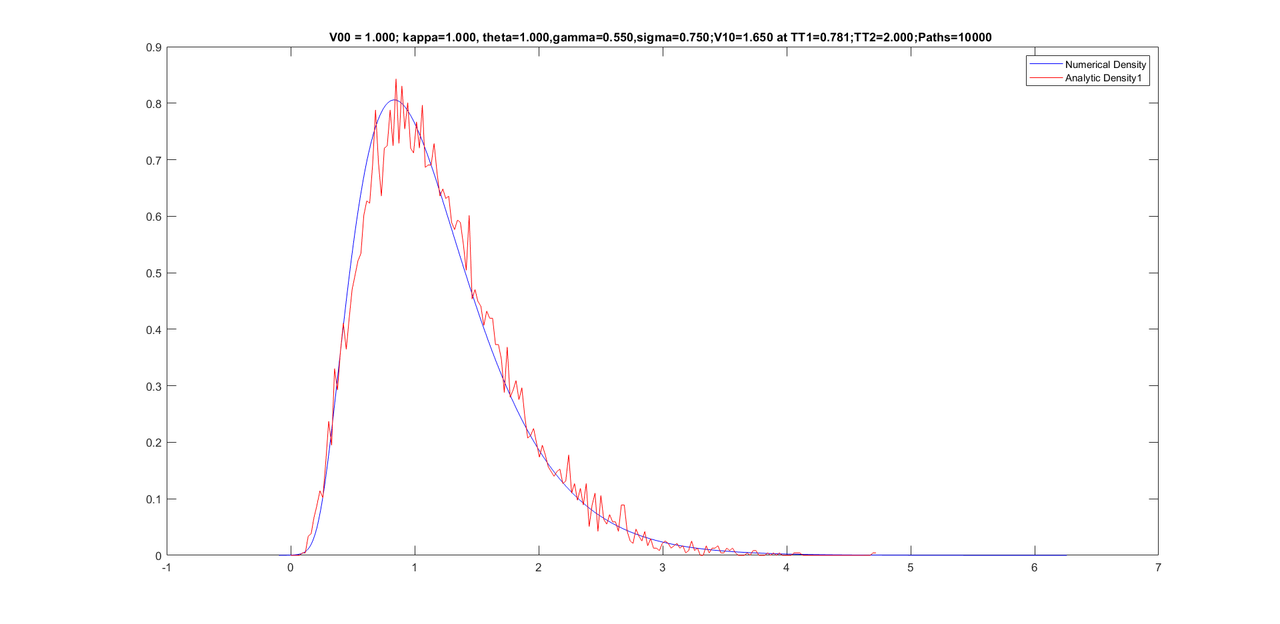 V00 = 1.000; kappa=1.000, theta=1.000,gamma=0.550,sigma=0.750;V10=1.650 at TT1=0.781;TT2=2.000;Paths=10000
Numerical Density
Analytic Density1
0.9
0.8
0.7
0.6
0.5
0.4
0.3
0.2
0.1
0
-1 0 1 2 3 4 5 6 7